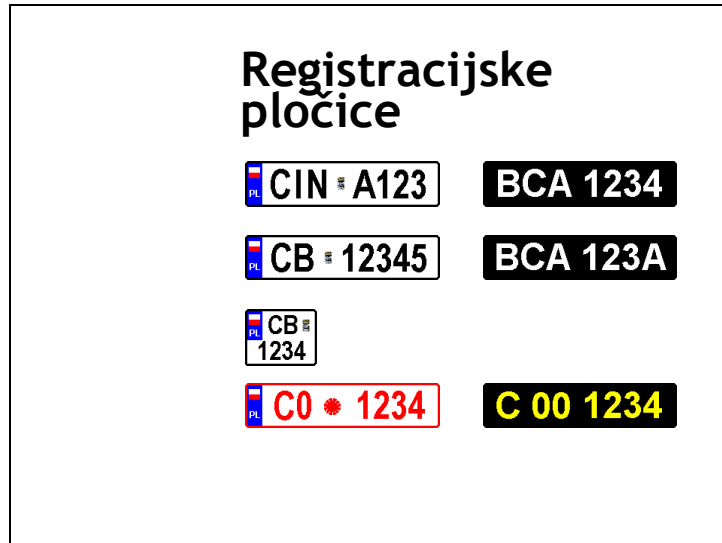 Registracijske
pločice
PL CIN A123
BCA 1234
PL CB 12345
BCA 123A
PL CB
1234
PL C0 1234
C 00 1234